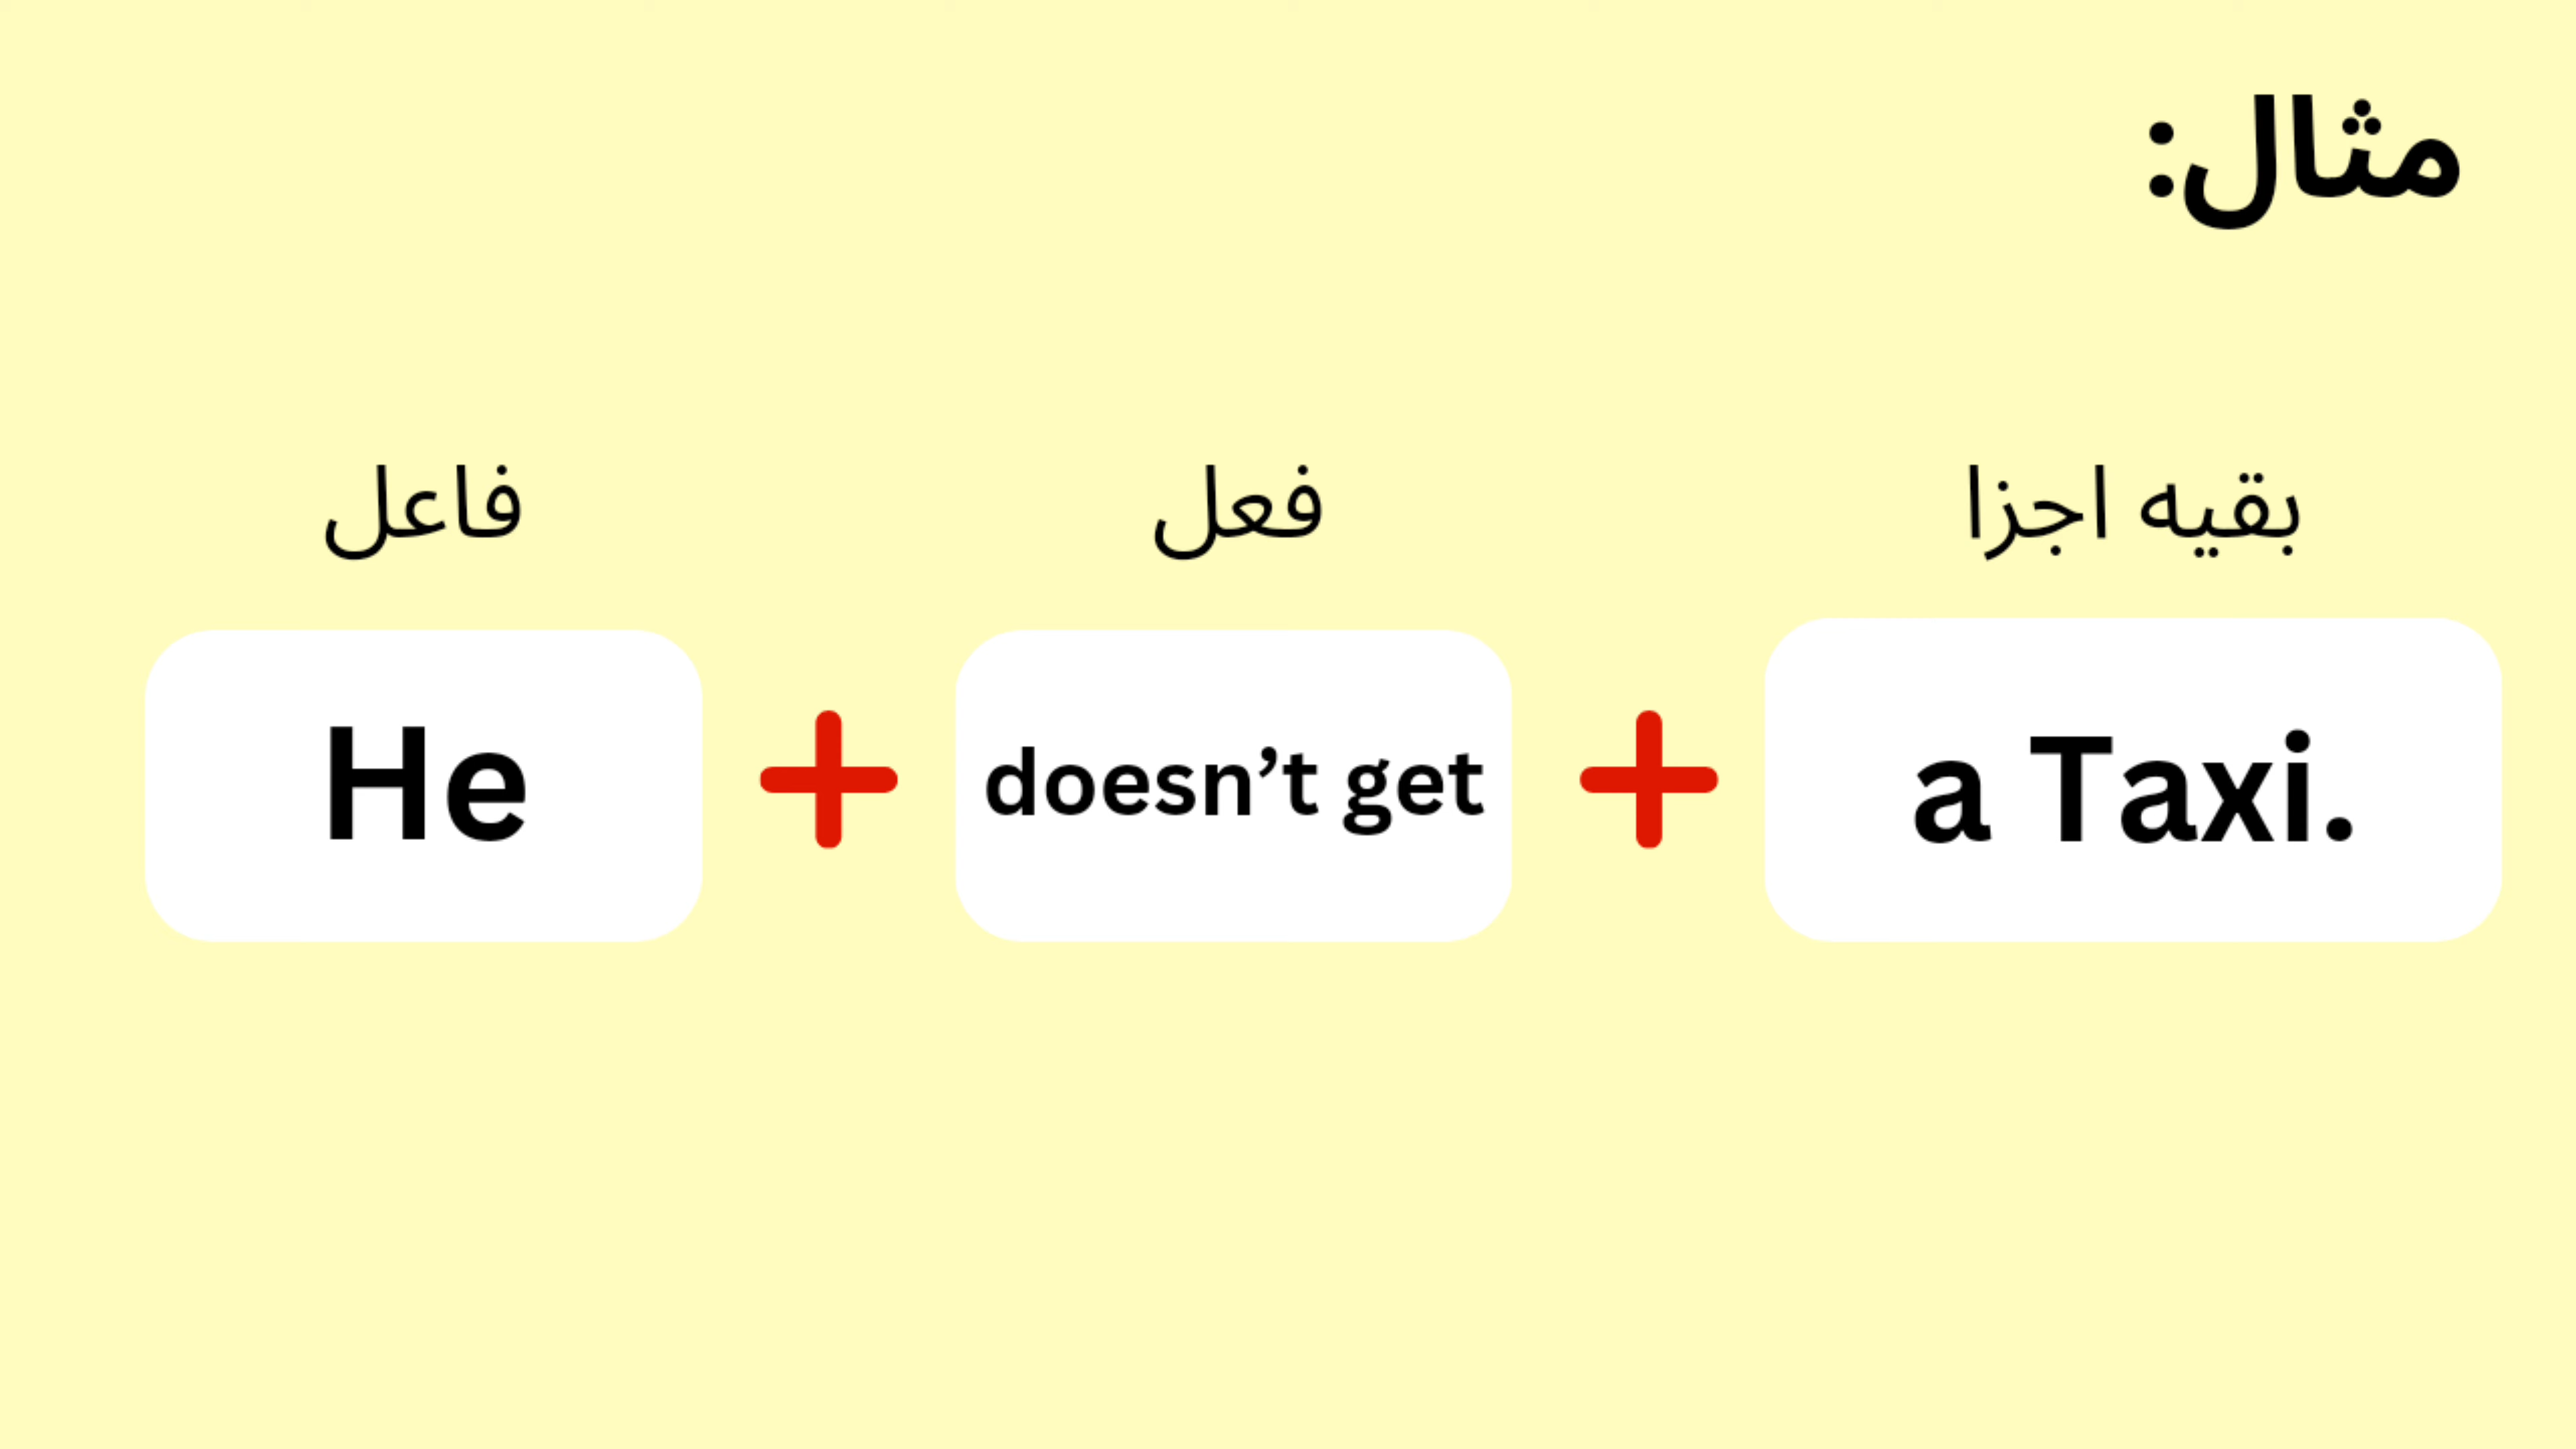 مثال:
فاعل فعل بقیه اجزا
He + doesn’t get + a Taxi.